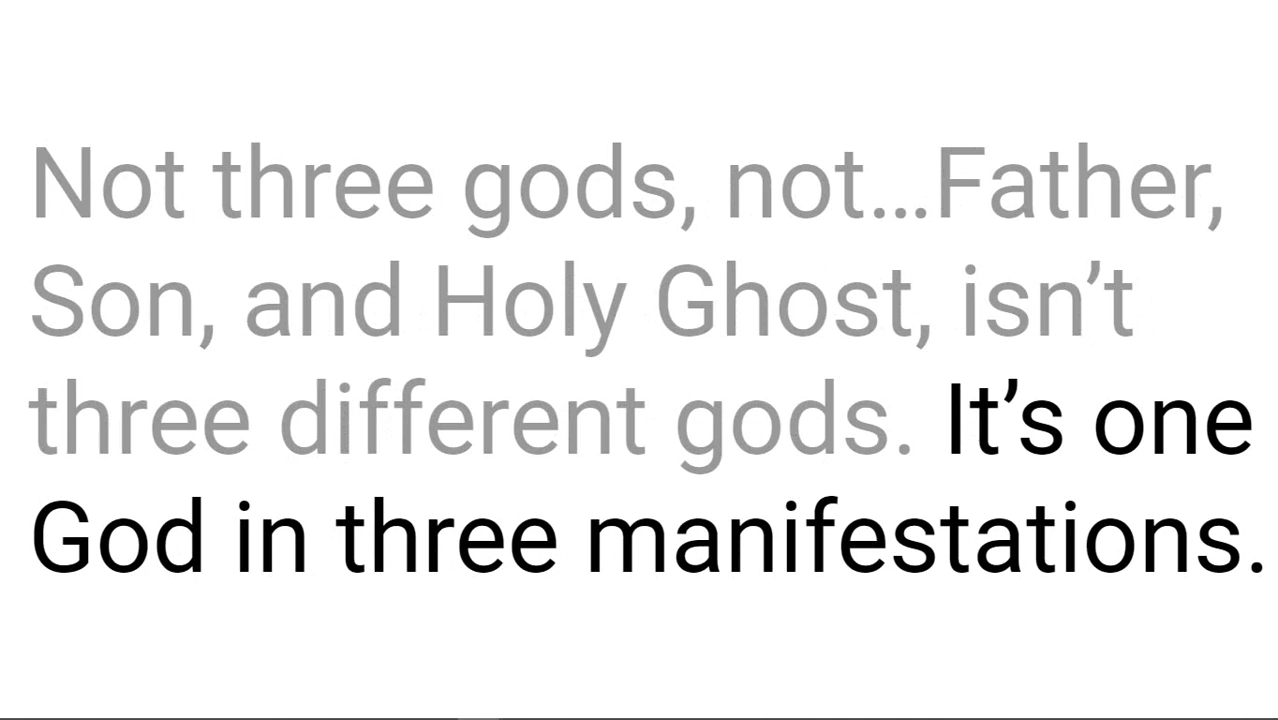 Not three gods, not…Father,
Son, and Holy Ghost, isn’t
three different gods. It’s one
God in three manifestations.